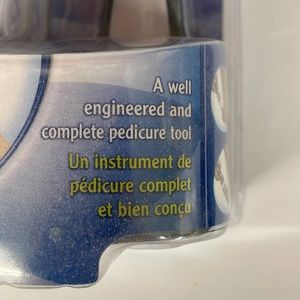 A well
engineered and
complete pedicure tool
Un instrument de
pédicure complet
et bien conçu